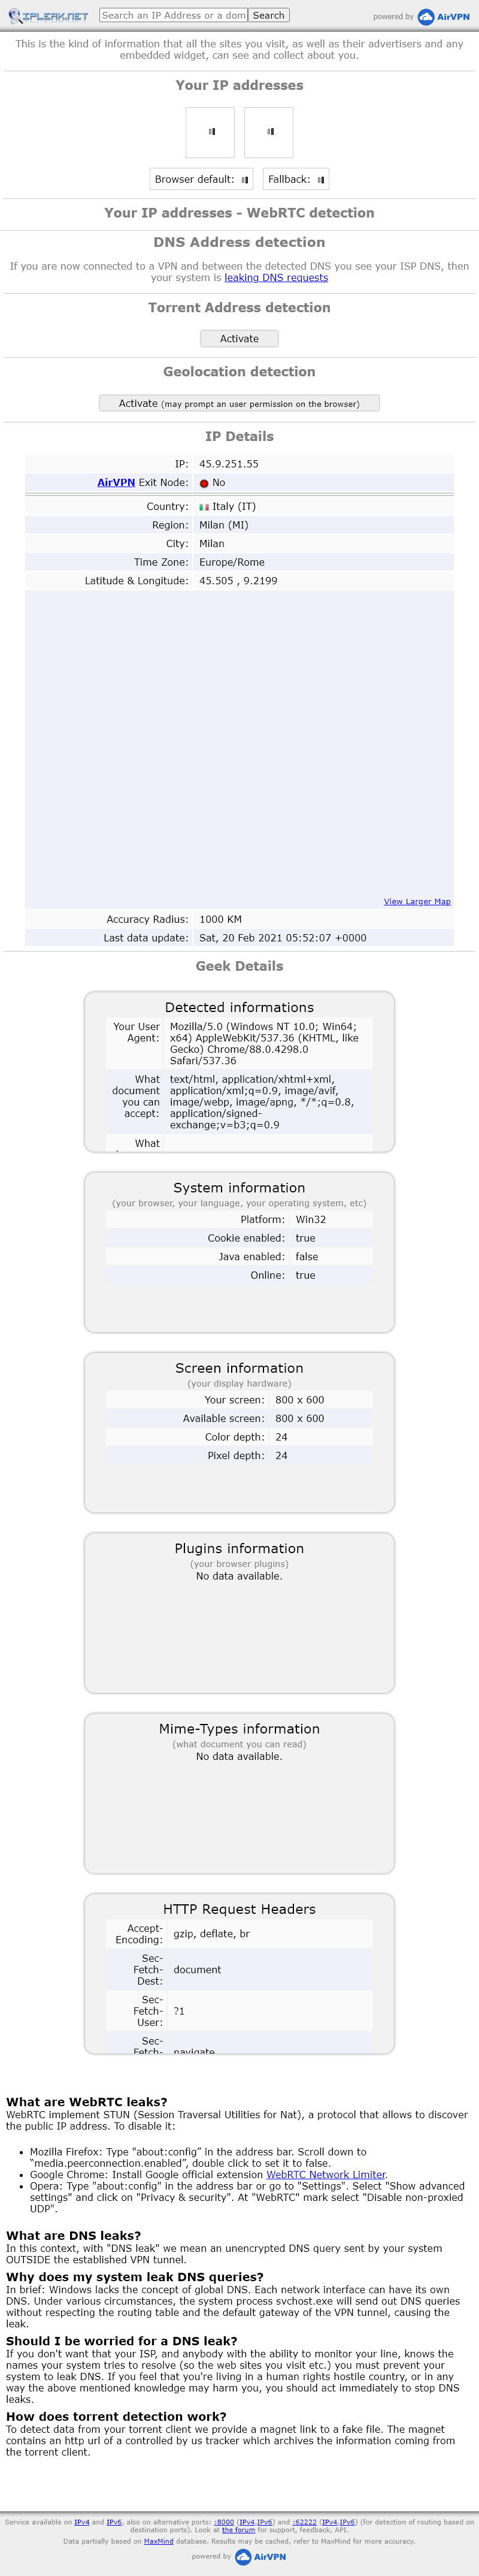 IPLEAK.NET
Search an IP Address or a dom
Search
powered by AirVPN
This is the kind of information that all the sites you visit, as well as their advertisers and any
embedded widget, can see and collect about you.
Your IP addresses
Browser default:
Fallback:
Your IP addresses - WebRTC detection
DNS Address detection
If you are now connected to a VPN and between the detected DNS you see your ISP DNS, then
your system is leaking DNS requests
Torrent Address detection
Activate
Geolocation detection
Activate (may prompt an user permission on the browser)
IP Details
IP: 45.9.251.55
AirVPN Exit Node: No
Country: Italy (IT)
Region: Milan (MI)
City: Milan
Time Zone: Europe/Rome
Latitude & Longitude: 45.505 , 9.2199
View Larger Map
Accuracy Radius: 1000 KM
Last data update: Sat, 20 Feb 2021 05:52:07 +0000
Geek Details
Detected informations
Your User Mozilla/5.0 (Windows NT 10.0; Win64;
Agent: x64) AppleWebKit/537.36 (KHTML, like
Gecko) Chrome/88.0.4298.0
Safari/537.36
What text/html, application/xhtml+xml,
document application/xml;q=0.9, image/avif,
you can image/webp, image/apng, */*;q=0.8,
accept: application/signed-
exchange;v=b3;q=0.9
What
System information
(your browser, your language, your operating system, etc)
Platform: Win32
Cookie enabled: true
Java enabled: false
Online: true
Screen information
(your display hardware)
Your screen: 800 x 600
Available screen: 800 x 600
Color depth: 24
Pixel depth: 24
Plugins information
(your browser plugins)
No data available.
Mime-Types information
(what document you can read)
No data available.
HTTP Request Headers
Accept-
Encoding: gzip, deflate, br
Sec-
Fetch- document
Dest:
Sec-
Fetch- ?1
User:
Sec-
Fetch- navigate
What are WebRTC leaks?
WebRTC implement STUN (Session Traversal Utilities for Nat), a protocol that allows to discover
the public IP address. To disable it:
• Mozilla Firefox: Type "about:config” in the address bar. Scroll down to
“media.peerconnection.enabled”, double click to set it to false.
• Google Chrome: Install Google official extension WebRTC Network Limiter.
• Opera: Type "about:config" in the address bar or go to "Settings". Select "Show advanced
settings" and click on "Privacy & security". At "WebRTC" mark select "Disable non-proxied
UDP".
What are DNS leaks?
In this context, with "DNS leak" we mean an unencrypted DNS query sent by your system
OUTSIDE the established VPN tunnel.
Why does my system leak DNS queries?
In brief: Windows lacks the concept of global DNS. Each network interface can have its own
DNS. Under various circumstances, the system process svchost.exe will send out DNS queries
without respecting the routing table and the default gateway of the VPN tunnel, causing the
leak.
Should I be worried for a DNS leak?
If you don't want that your ISP, and anybody with the ability to monitor your line, knows the
names your system tries to resolve (so the web sites you visit etc.) you must prevent your
system to leak DNS. If you feel that you're living in a human rights hostile country, or in any
way the above mentioned knowledge may harm you, you should act immediately to stop DNS
leaks.
How does torrent detection work?
To detect data from your torrent client we provide a magnet link to a fake file. The magnet
contains an http url of a controlled by us tracker which archives the information coming from
the torrent client.
Service available on IPv4 and IPv6, also on alternative ports: :8000 (IPv4,IPv6) and :62222 (IPv4,IPv6) (for detection of routing based on
destination ports). Look at the forum for support, feedback, API.
Data partially based on MaxMind database. Results may be cached, refer to MaxMind for more accuracy.
powered by AirVPN